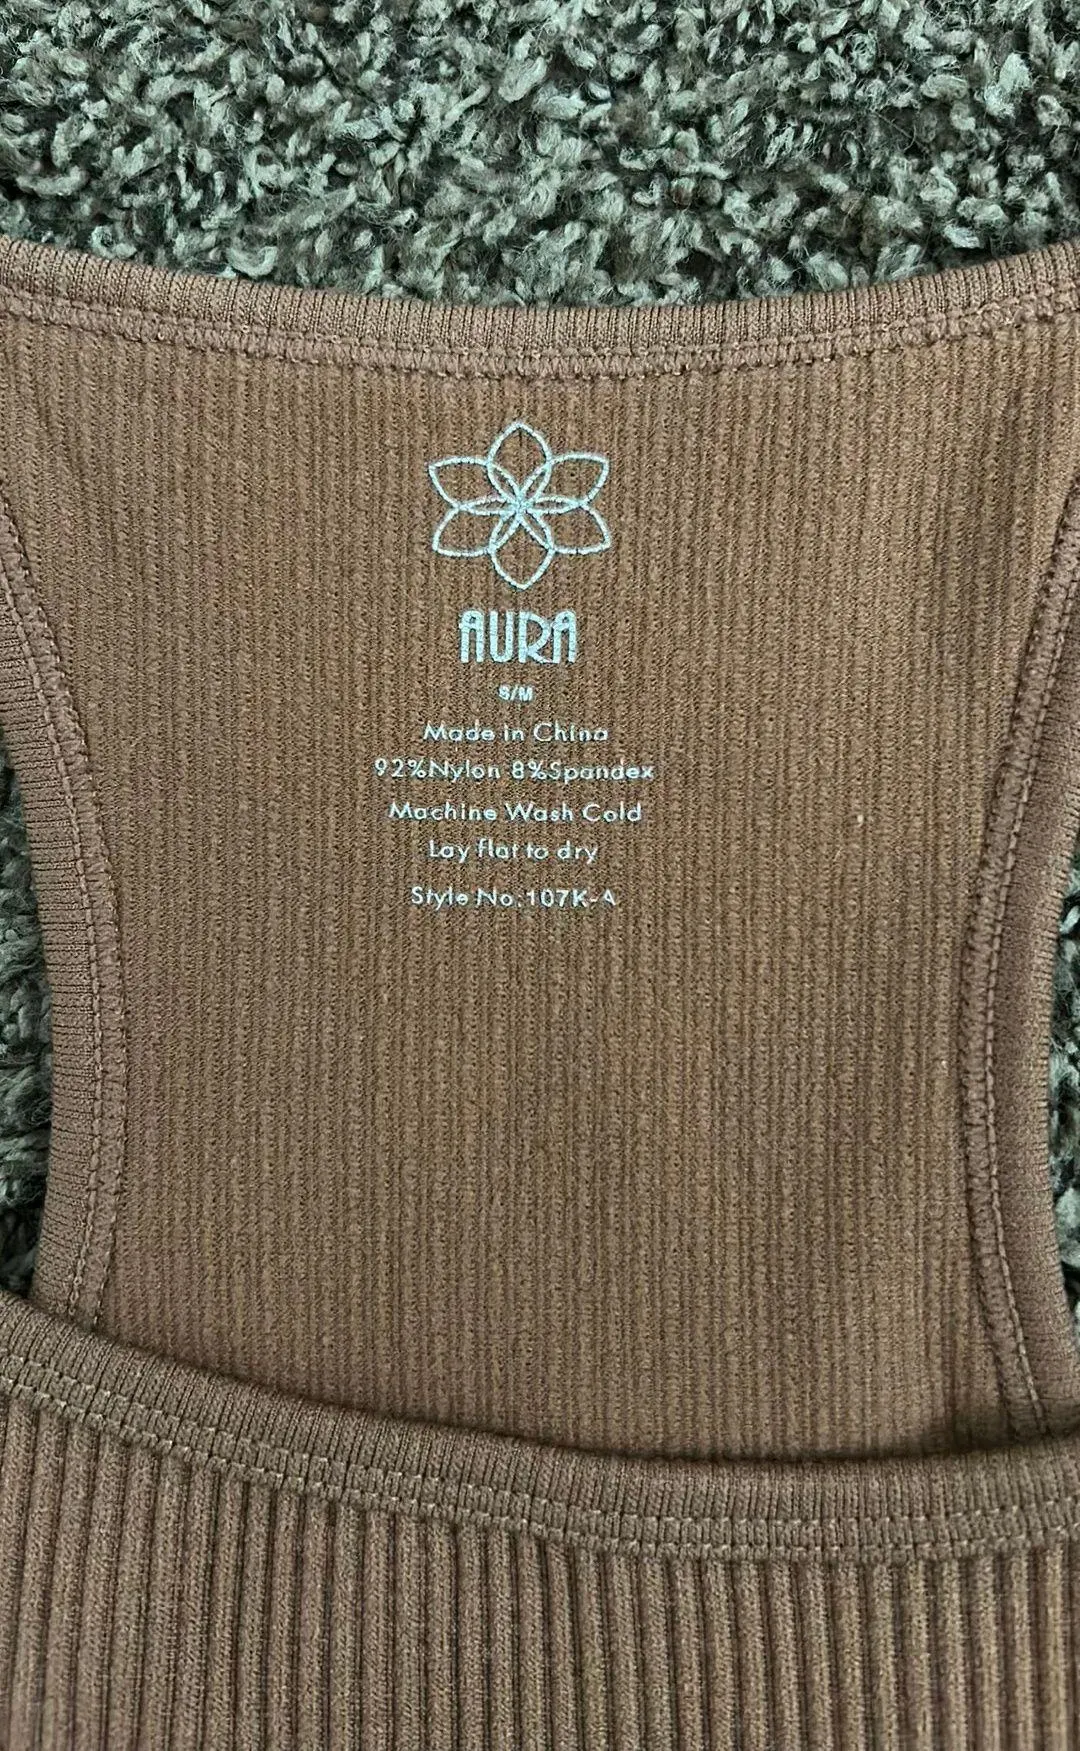 AURA
S/M
Made in China
92%Nylon 8%Spandex
Machine Wash Cold
Lay flat to dry
Style No:107K-A